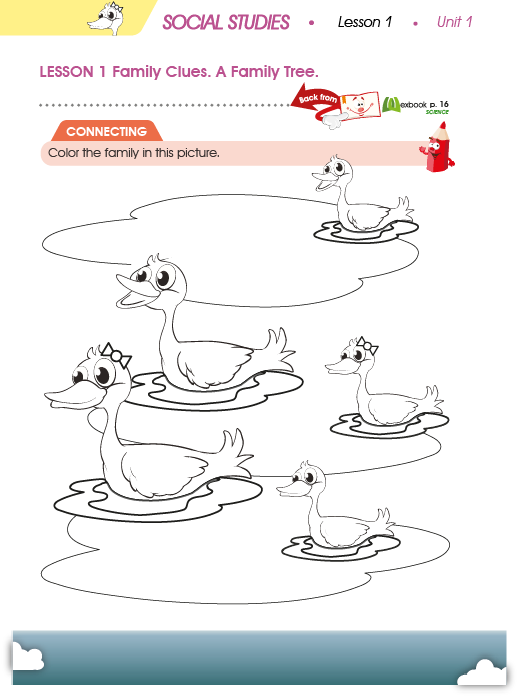 SOCIAL STUDIES • Lesson 1 • Unit 1
LESSON 1 Family Clues. A Family Tree.
Back from
Mexbook p. 16
SCIENCE
CONNECTING
Color the family in this picture.